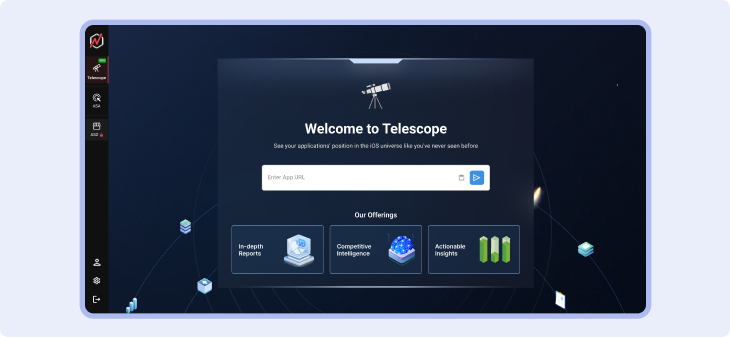 Telescope
ASA
ASO
Welcome to Telescope
See your applications' position in the iOS universe like you've never seen before
Enter App URL
Our Offerings
In-depth
Reports
Competitive
Intelligence
Actionable
Insights